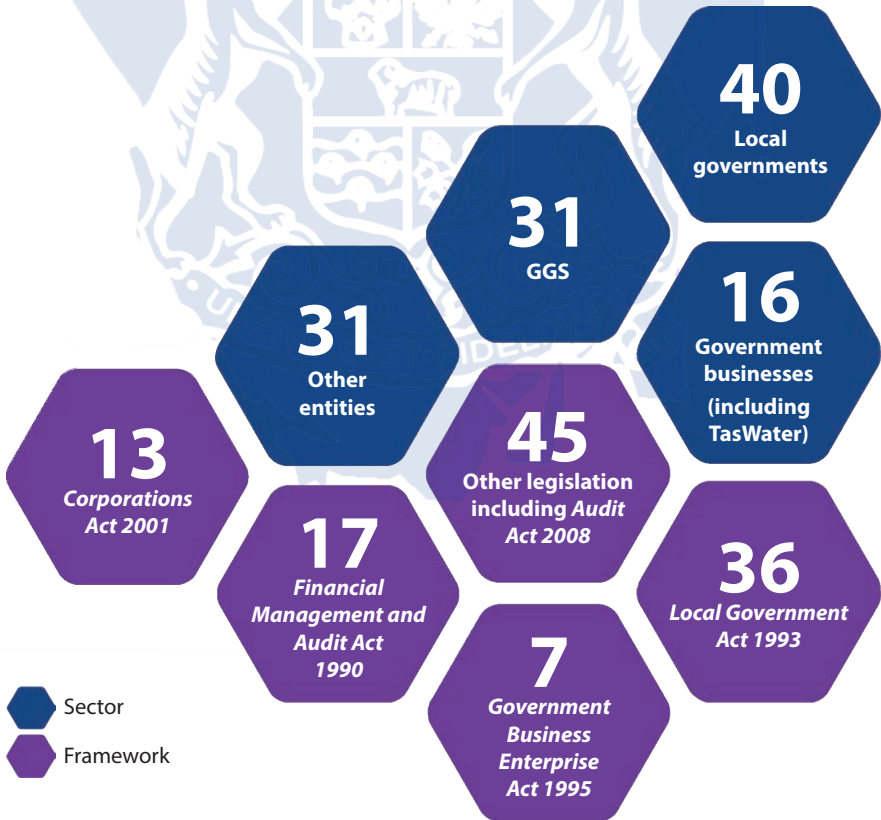 40
Local
governments
31
GGS
16
Government
businesses
(including
TasWater)
31
Other
entities
45
Other legislation
including Audit
Act 2008
13
Corporations
Act 2001
17
Financial
Management and
Audit Act
1990
36
Local Government
Act 1993
7
Government
Business
Enterprise
Act 1995
Sector
Framework